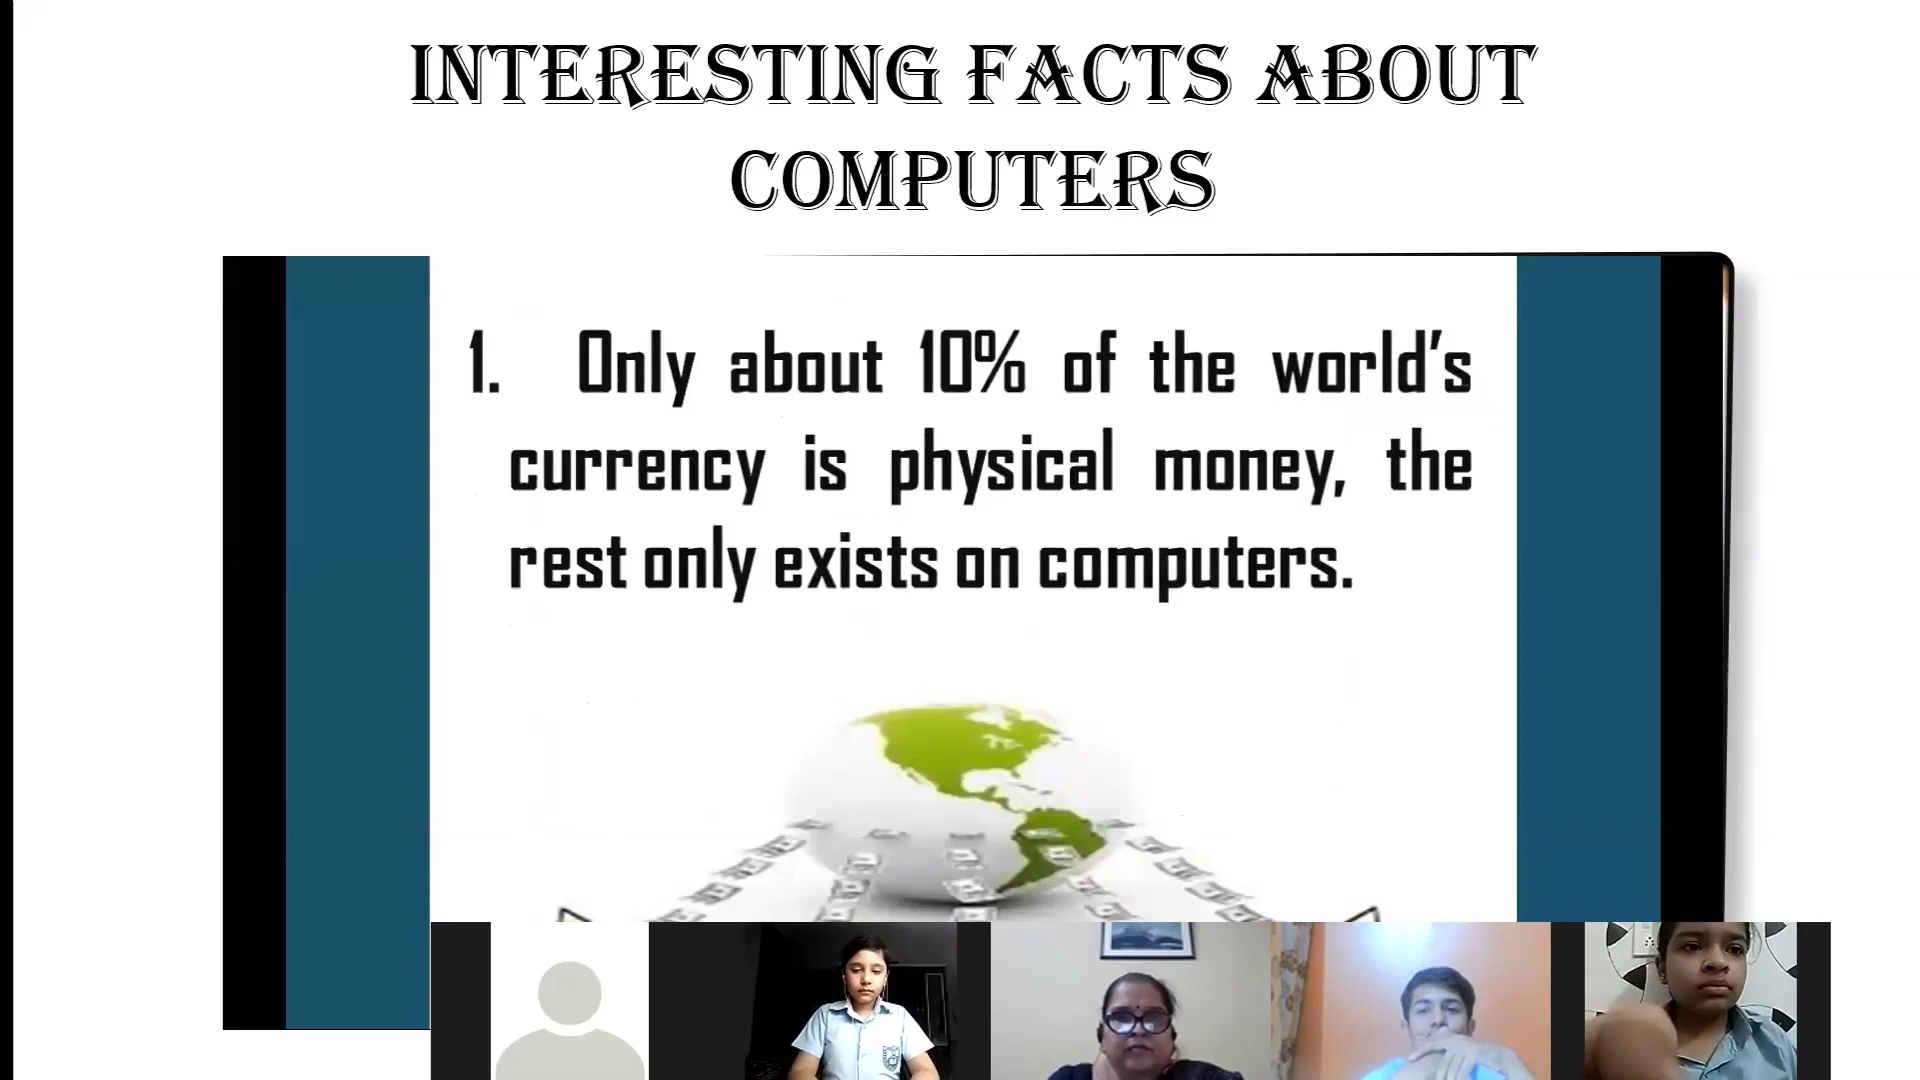 INTERESTING FACTS ABOUT
COMPUTERS
1. Only about 10% of the world's
currency is physical money, the
rest only exists on computers.